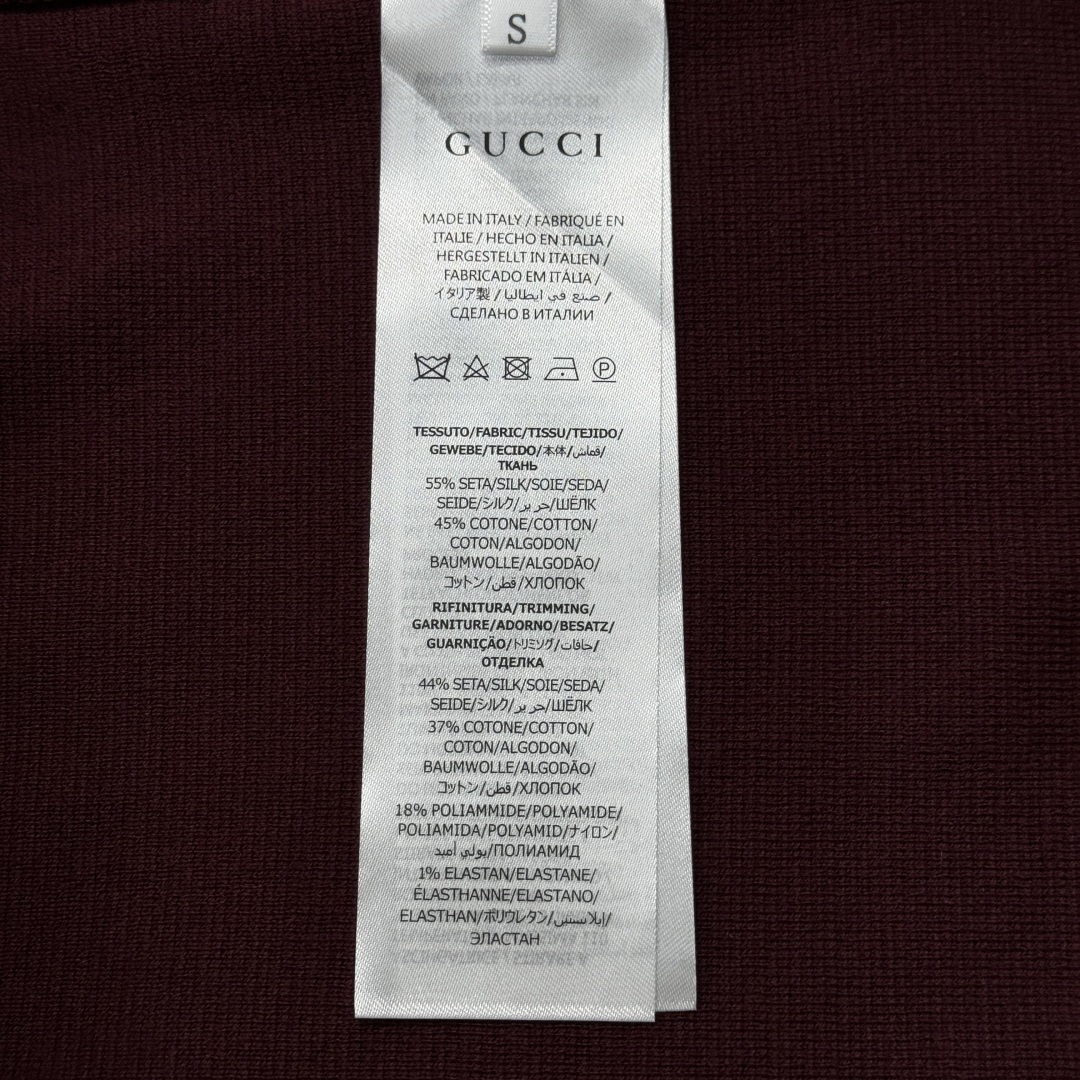 S
GUCCI
MADE IN ITALY / FABRIQUÉ EN
ITALIE / HECHO EN ITALIA /
HERGESTELLT IN ITALIEN /
FABRICADO EM ITÁLIA /
イタリア製 / صنع في ايطاليا /
СДЕЛАНО В ИТАЛИИ
P
TESSUTO/FABRIC/TISSU/TEJIDO/
GEWEBE/TECIDO/本体/قماش/
ТКАНЬ
55% SETA/SILK/SOIE/SEDA/
SEIDE/シルク/حرير/ШЁЛК
45% COTONE/COTTON/
COTON/ALGODON/
BAUMWOLLE/ALGODÃO/
コットン/قطن/ХЛОПОК
RIFINITURA/TRIMMING/
GARNITURE/ADORNO/BESATZ/
GUARNIÇÃO/トリミング/حافات/
ОТДЕЛКА
44% SETA/SILK/SOIE/SEDA/
SEIDE/シルク/حرير/ШЁЛК
37% COTONE/COTTON/
COTON/ALGODON/
BAUMWOLLE/ALGODÃO/
コットン/قطن/ХЛОПОК
18% POLIAMMIDE/POLYAMIDE/
POLIAMIDA/POLYAMID/ナイロン/
بولي أميد/ПОЛИАМИД
1% ELASTAN/ELASTANE/
ÉLASTHANNE/ELASTANO/
ELASTHAN/ポリウレタン/إيلاستين/
ЭЛАСТАН